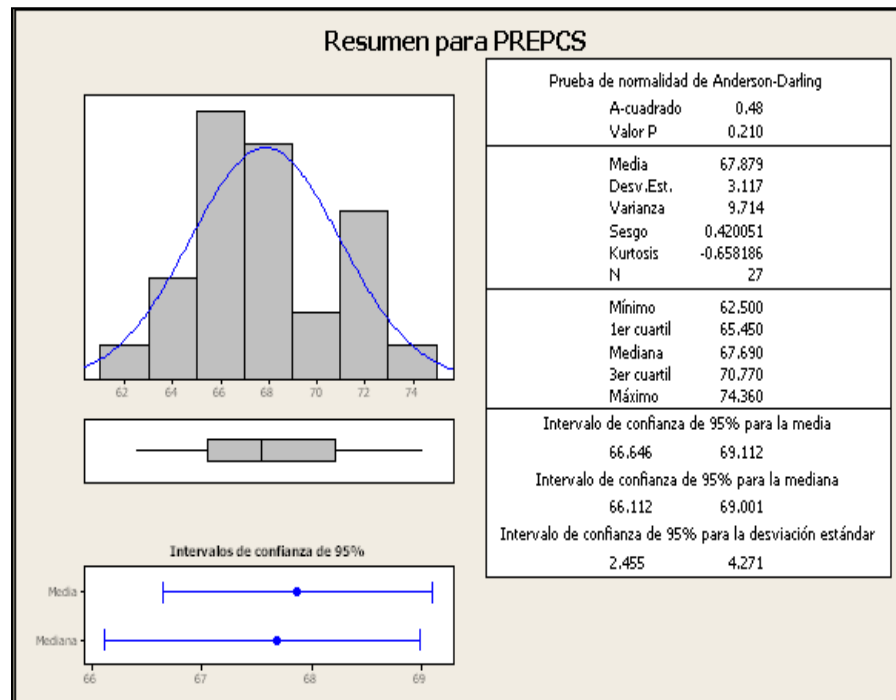 Resumen para PREPCS
62 64 66 68 70 72 74
Intervalos de confianza de 95%
Media
Mediana
66 67 68 69
Prueba de normalidad de Anderson-Darling
A-cuadrado 0.48
Valor P 0.210
Media 67.879
Desv.Est. 3.117
Varianza 9.714
Sesgo 0.420051
Kurtosis -0.658186
N 27
Mínimo 62.500
1er cuartil 65.450
Mediana 67.690
3er cuartil 70.770
Máximo 74.360
Intervalo de confianza de 95% para la media
66.646 69.112
Intervalo de confianza de 95% para la mediana
66.112 69.001
Intervalo de confianza de 95% para la desviación estándar
2.455 4.271